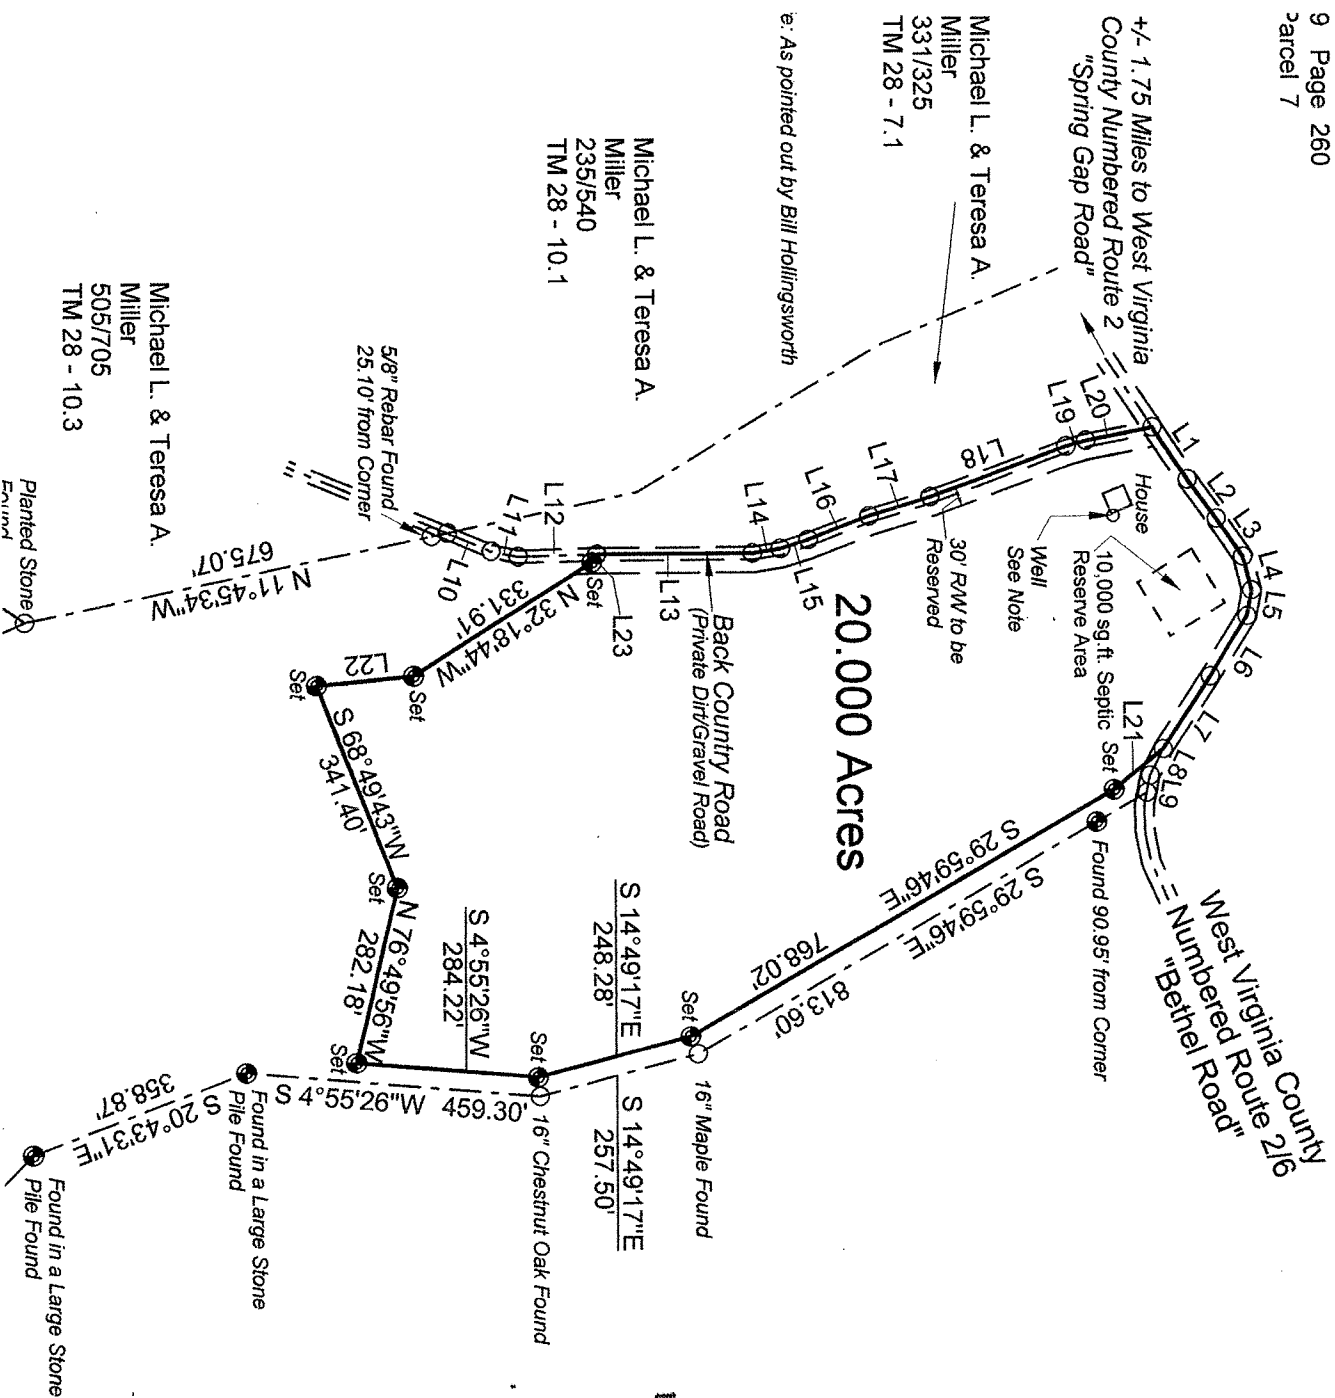 9 Page 260
Parcel 7
+/- 1.75 Miles to West Virginia
County Numbered Route 2
"Spring Gap Road"
Michael L. & Teresa A.
Miller
331/325
TM 28 - 7.1
e: As pointed out by Bill Hollingsworth
Michael L. & Teresa A.
Miller
235/540
TM 28 - 10.1
Michael L. & Teresa A.
Miller
505/705
TM 28 - 10.3
5/8" Rebar Found
25.10' from Corner
Planted Stone
Found
N 11°45'34"W
675.07'
L1
L2
L3
L4
L5
L6
L7
L8
L9
L10
L11
L12
L13
L14
L15
L16
L17
L18
L19
L20
L21
L22
L23
House
Well
See Note
10,000 sq.ft. Septic
Reserve Area
30' R/W to be
Reserved
20.000 Acres
Back Country Road
(Private Dirt/Gravel Road)
West Virginia County
Numbered Route 2/6
"Bethel Road"
Set
Found 90.95' from Corner
S 29°59'46"E
768.02'
S 29°59'46"E
813.60'
Set
16" Maple Found
S 14°49'17"E
248.28'
S 14°49'17"E
257.50'
Set
16" Chestnut Oak Found
S 4°55'26"W
284.22'
S 4°55'26"W 459.30'
Set
N 76°49'56"W
282.18'
Set
S 68°49'43"W
341.40'
Set
Set
N 32°18'44"W
331.91'
Set
Found in a Large Stone
Pile Found
S 20°43'31"E
358.87'
Found in a Large Stone
Pile Found